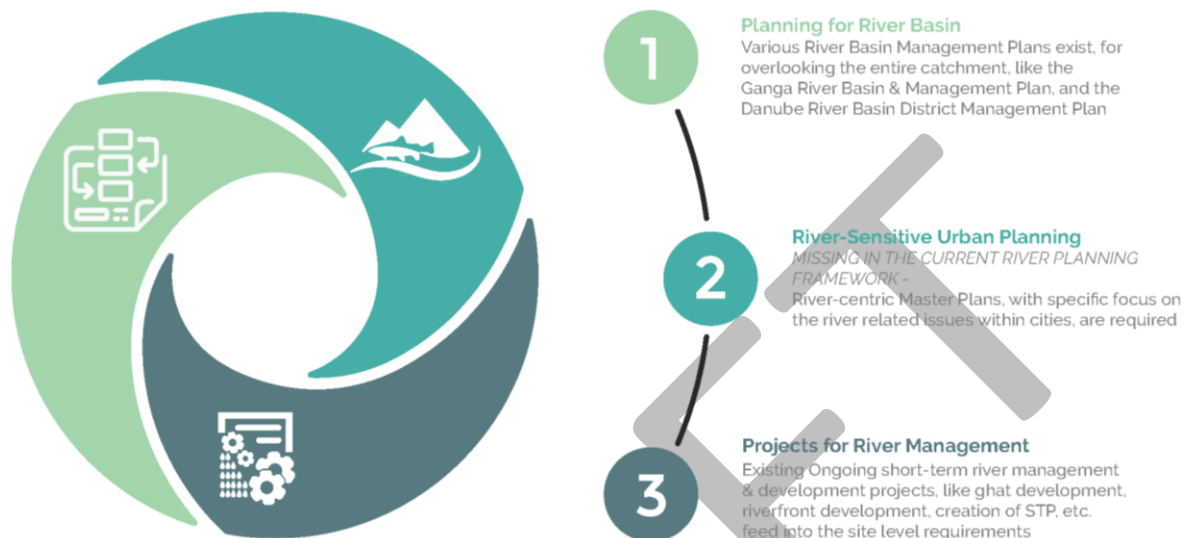 1
Planning for River Basin
Various River Basin Management Plans exist, for
overlooking the entire catchment, like the
Ganga River Basin & Management Plan, and the
Danube River Basin District Management Plan
2
River-Sensitive Urban Planning
MISSING IN THE CURRENT RIVER PLANNING
FRAMEWORK -
River-centric Master Plans, with specific focus on
the river related issues within cities, are required
3
Projects for River Management
Existing Ongoing short-term river management
& development projects, like ghat development,
riverfront development, creation of STP, etc.
feed into the site level requirements